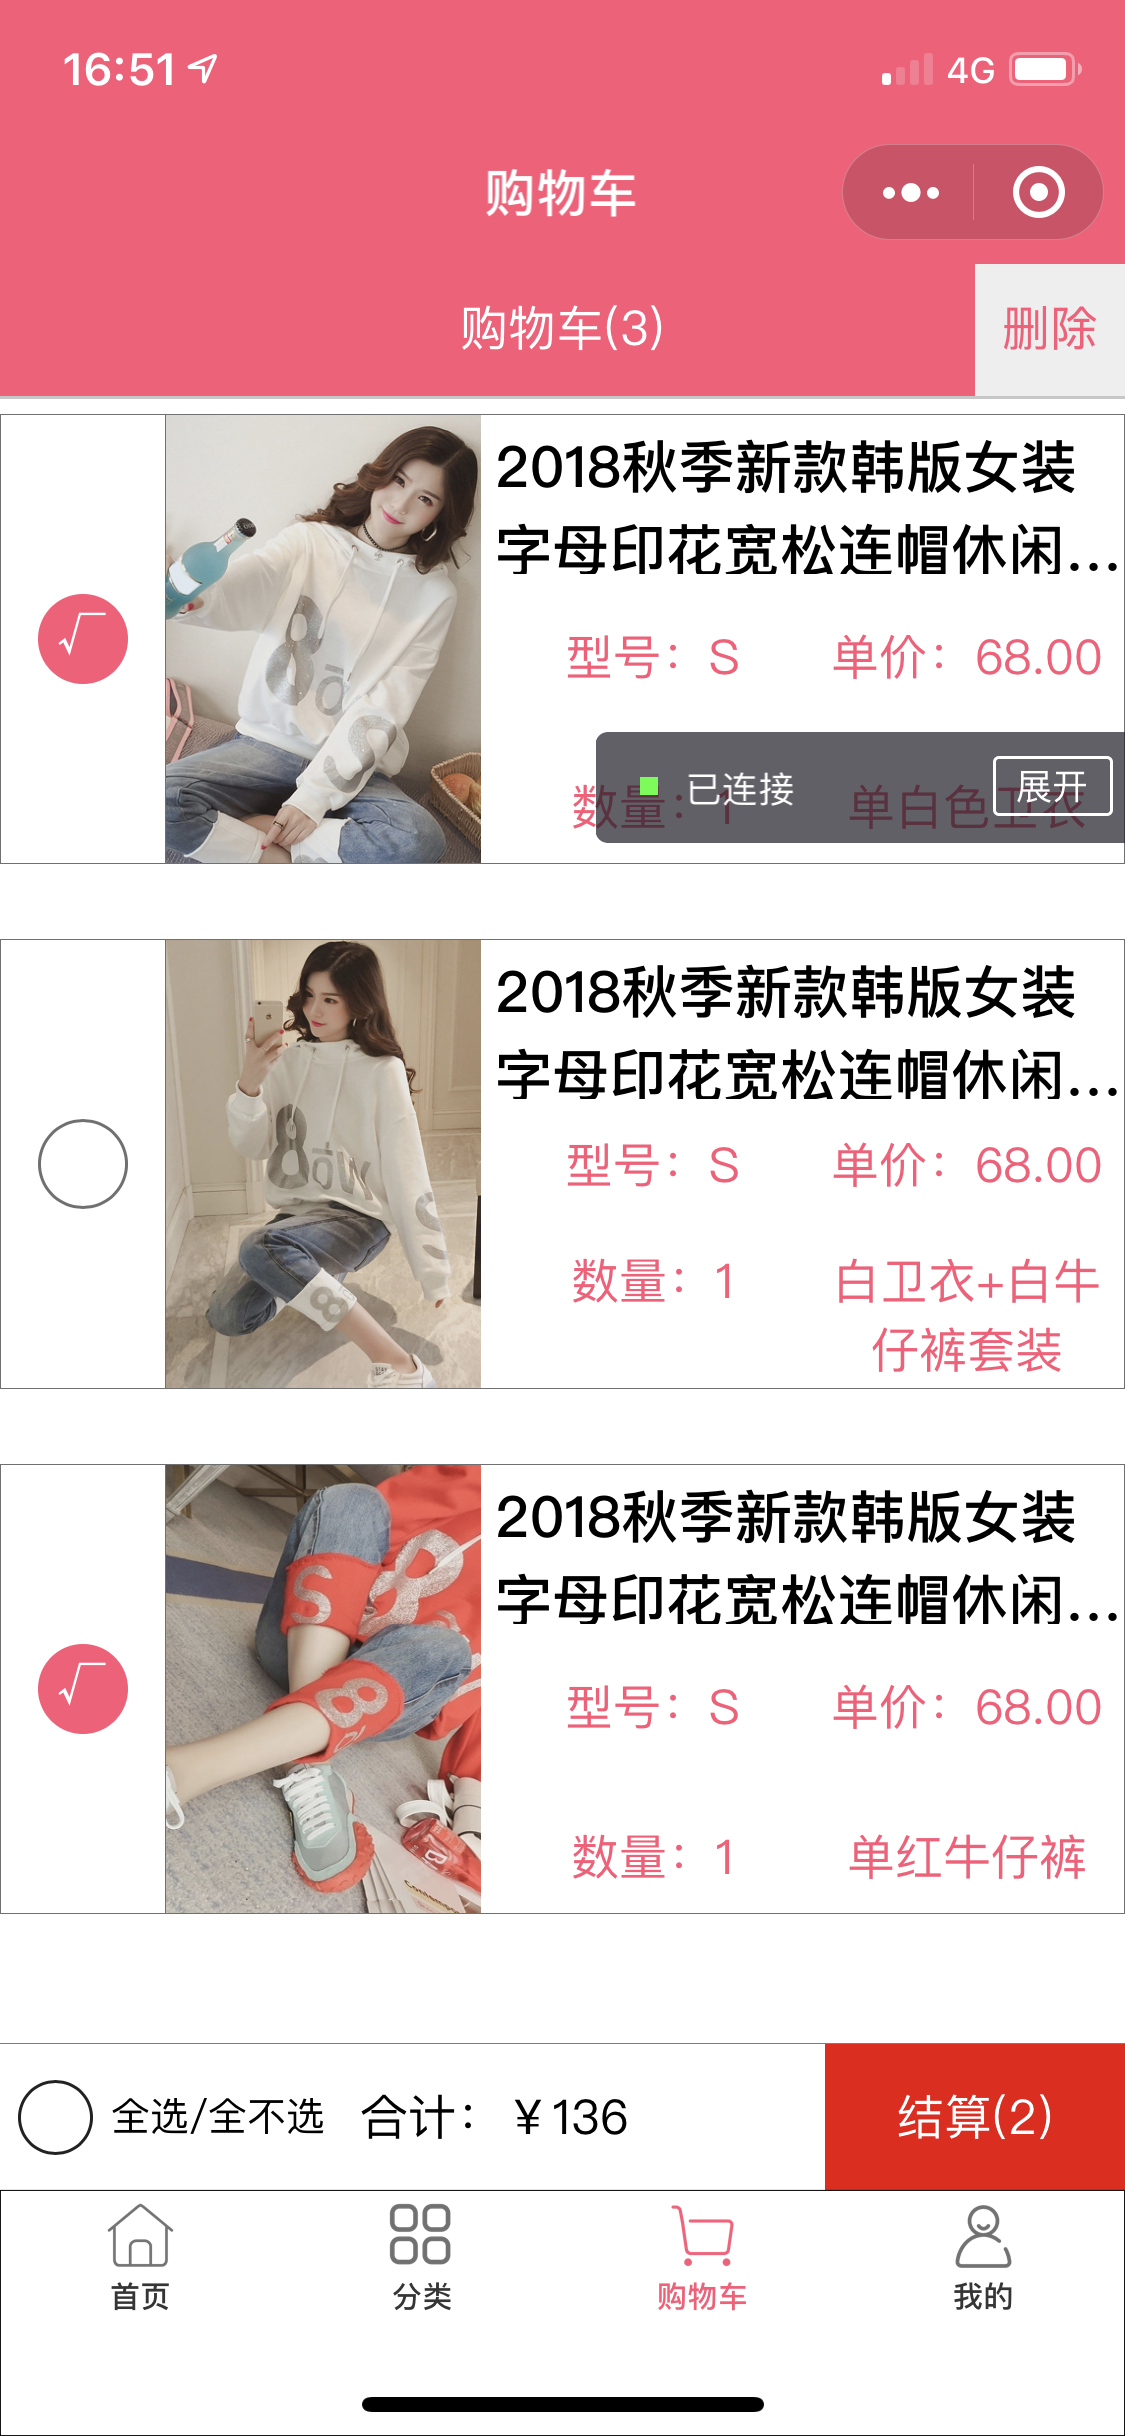 16:51
4G
购物车
购物车(3)
删除
2018秋季新款韩版女装
字母印花宽松连帽休闲...
型号：S 单价：68.00
数量：1 单白色卫衣
已连接 展开
2018秋季新款韩版女装
字母印花宽松连帽休闲...
型号：S 单价：68.00
数量：1 白卫衣+白牛
仔裤套装
2018秋季新款韩版女装
字母印花宽松连帽休闲...
型号：S 单价：68.00
数量：1 单红牛仔裤
全选/全不选 合计：￥136 结算(2)
首页 分类 购物车 我的